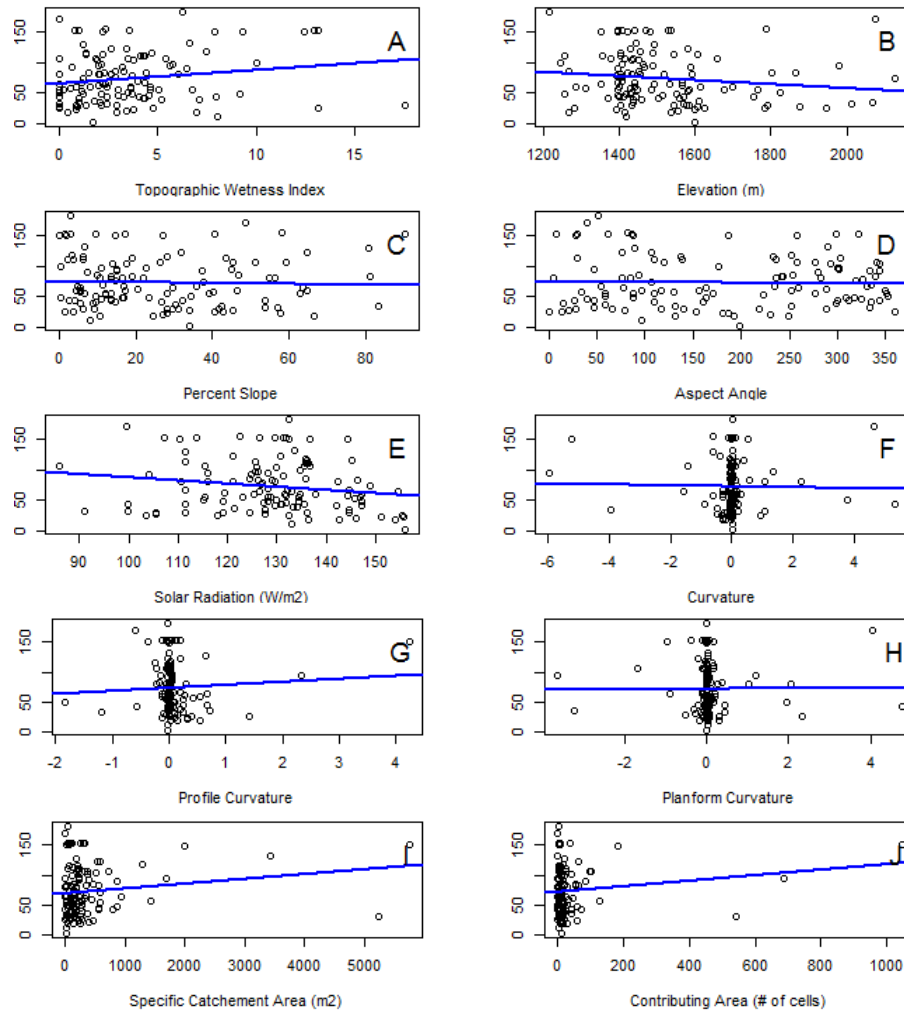 A
0 50 150
0 5 10 15
Topographic Wetness Index
B
0 50 150
1200 1400 1600 1800 2000
Elevation (m)
C
0 50 150
0 20 40 60 80
Percent Slope
D
0 50 150
0 50 100 150 200 250 300 350
Aspect Angle
E
0 50 150
90 100 110 120 130 140 150
Solar Radiation (W/m2)
F
0 50 150
-6 -4 -2 0 2 4
Curvature
G
0 50 150
-2 -1 0 1 2 3 4
Profile Curvature
H
0 50 150
-2 0 2 4
Planform Curvature
I
0 50 150
0 1000 2000 3000 4000 5000
Specific Catchement Area (m2)
J
0 50 150
0 200 400 600 800 1000
Contributing Area (# of cells)